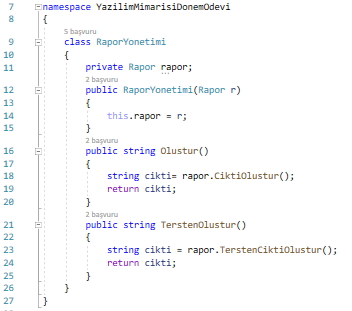 7 namespace YazilimMimarisiDonemOdevi
8 {
5 başvuru
9 class RaporYonetimi
10 {
11 private Rapor rapor;
2 başvuru
12 public RaporYonetimi(Rapor r)
13 {
14 this.rapor = r;
15 }
2 başvuru
16 public string Olustur()
17 {
18 string cikti= rapor.CiktiOlustur();
19 return cikti;
20 }
2 başvuru
21 public string TerstenOlustur()
22 {
23 string cikti = rapor.TerstenCiktiOlustur();
24 return cikti;
25 }
26 }
27 }